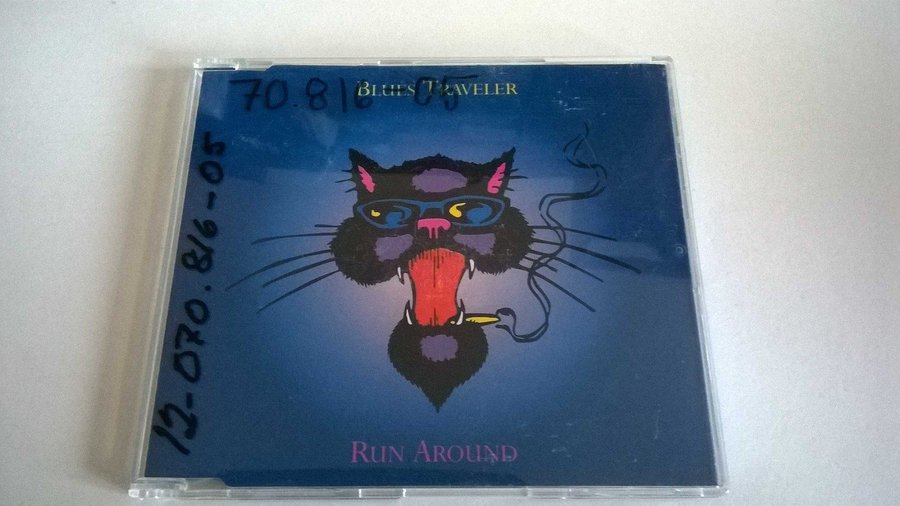 70.816-05
BLUES TRAVELER
12-070.816-05
RUN AROUND